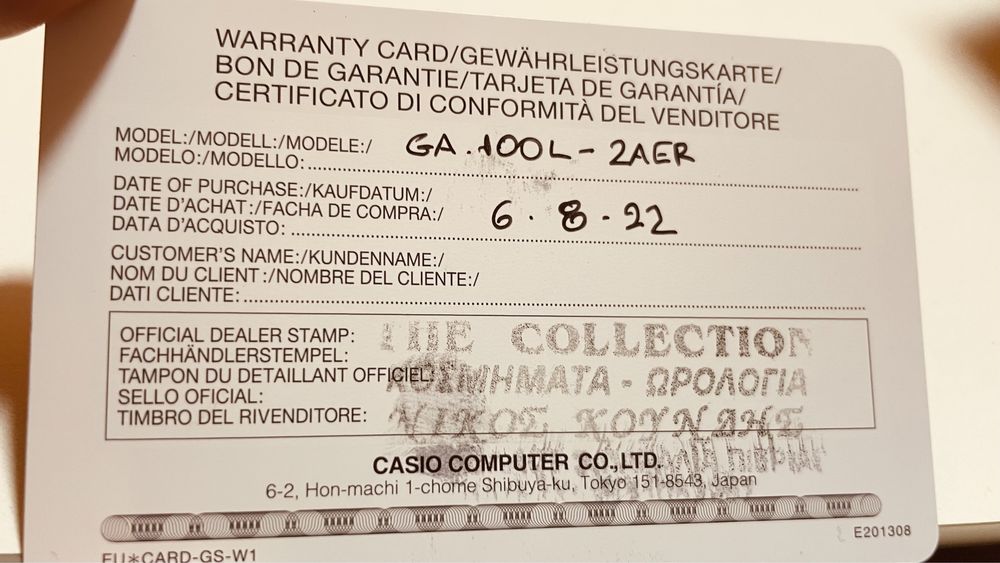 WARRANTY CARD/GEWÄHRLEISTUNGSKARTE/
BON DE GARANTIE/TARJETA DE GARANTÍA/
CERTIFICATO DI CONFORMITÀ DEL VENDITORE
MODEL:/MODELL:/MODELE:/
MODELO:/MODELLO: GA.100L-2AER
DATE OF PURCHASE:/KAUFDATUM:/
DATE D'ACHAT:/FACHA DE COMPRA:/
DATA D'ACQUISTO: 6.8.22
CUSTOMER'S NAME:/KUNDENNAME:/
NOM DU CLIENT:/NOMBRE DEL CLIENTE:/
DATI CLIENTE:
OFFICIAL DEALER STAMP: THE COLLECTION
FACHHÄNDLERSTEMPEL:
TAMPON DU DETAILLANT OFFICIEL: ΚΟΣΜΗΜΑΤΑ - ΩΡΟΛΟΓΙΑ
SELLO OFICIAL:
TIMBRO DEL RIVENDITORE: ΝΙΚΟΣ ΚΟΥΝΔΗΣ
CASIO COMPUTER CO.,LTD.
6-2, Hon-machi 1-chome Shibuya-ku, Tokyo 151-8543, Japan
E201308
EU*CARD-GS-W1